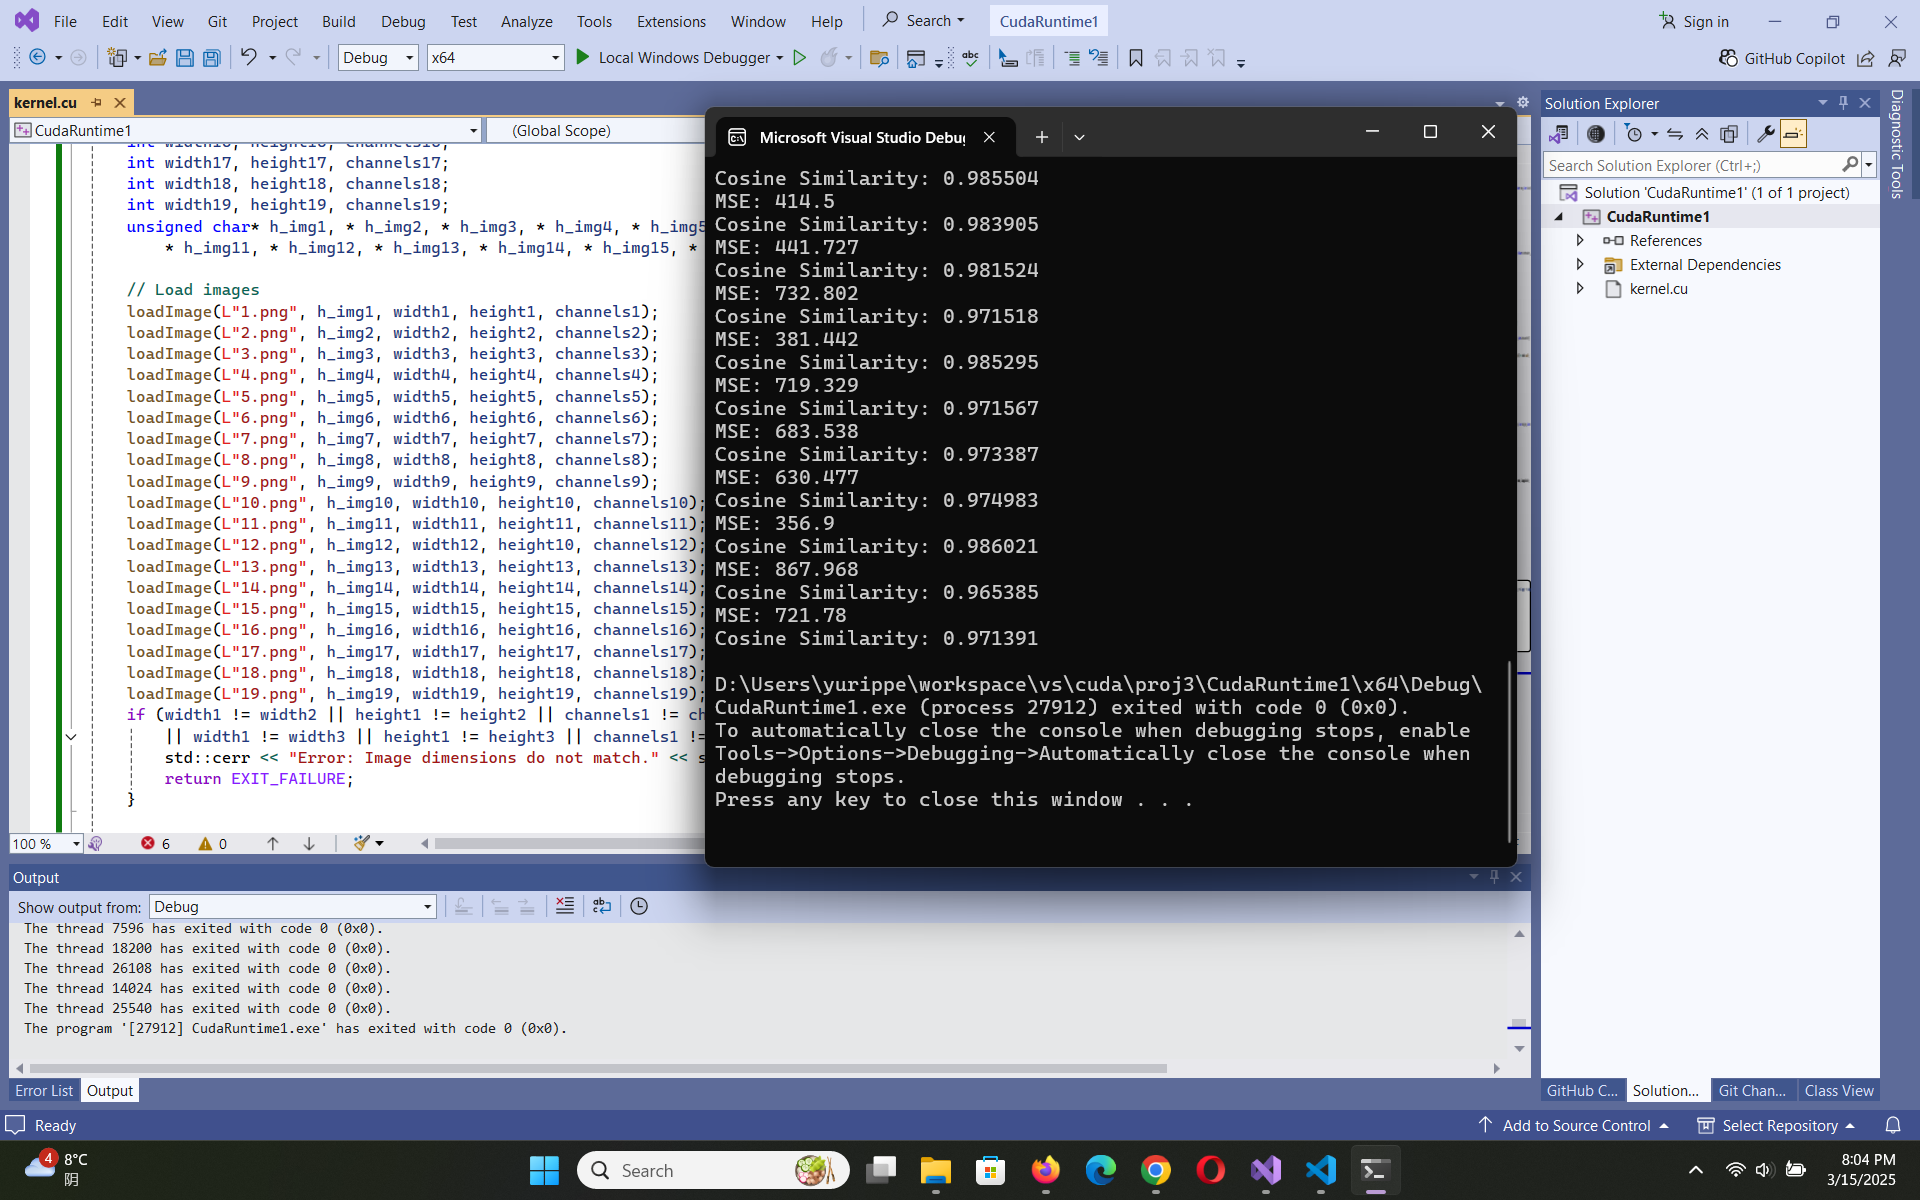 File Edit View Git Project Build Debug Test Analyze Tools Extensions Window Help Search CudaRuntime1 Sign in
Debug x64 Local Windows Debugger GitHub Copilot
kernel.cu
CudaRuntime1 (Global Scope)
int width17, height17, channels17;
int width18, height18, channels18;
int width19, height19, channels19;
unsigned char* h_img1, * h_img2, * h_img3, * h_img4, * h_img5
* h_img11, * h_img12, * h_img13, * h_img14, * h_img15, *
// Load images
loadImage(L"1.png", h_img1, width1, height1, channels1);
loadImage(L"2.png", h_img2, width2, height2, channels2);
loadImage(L"3.png", h_img3, width3, height3, channels3);
loadImage(L"4.png", h_img4, width4, height4, channels4);
loadImage(L"5.png", h_img5, width5, height5, channels5);
loadImage(L"6.png", h_img6, width6, height6, channels6);
loadImage(L"7.png", h_img7, width7, height7, channels7);
loadImage(L"8.png", h_img8, width8, height8, channels8);
loadImage(L"9.png", h_img9, width9, height9, channels9);
loadImage(L"10.png", h_img10, width10, height10, channels10);
loadImage(L"11.png", h_img11, width11, height11, channels11);
loadImage(L"12.png", h_img12, width12, height10, channels12);
loadImage(L"13.png", h_img13, width13, height13, channels13);
loadImage(L"14.png", h_img14, width14, height14, channels14);
loadImage(L"15.png", h_img15, width15, height15, channels15);
loadImage(L"16.png", h_img16, width16, height16, channels16);
loadImage(L"17.png", h_img17, width17, height17, channels17);
loadImage(L"18.png", h_img18, width18, height18, channels18);
loadImage(L"19.png", h_img19, width19, height19, channels19);
if (width1 != width2 || height1 != height2 || channels1 != ch
|| width1 != width3 || height1 != height3 || channels1 !=
std::cerr << "Error: Image dimensions do not match." << s
return EXIT_FAILURE;
}
100 % 6 0
Microsoft Visual Studio Debug
Cosine Similarity: 0.985504
MSE: 414.5
Cosine Similarity: 0.983905
MSE: 441.727
Cosine Similarity: 0.981524
MSE: 732.802
Cosine Similarity: 0.971518
MSE: 381.442
Cosine Similarity: 0.985295
MSE: 719.329
Cosine Similarity: 0.971567
MSE: 683.538
Cosine Similarity: 0.973387
MSE: 630.477
Cosine Similarity: 0.974983
MSE: 356.9
Cosine Similarity: 0.986021
MSE: 867.968
Cosine Similarity: 0.965385
MSE: 721.78
Cosine Similarity: 0.971391
D:\Users\yurippe\workspace\vs\cuda\proj3\CudaRuntime1\x64\Debug\
CudaRuntime1.exe (process 27912) exited with code 0 (0x0).
To automatically close the console when debugging stops, enable
Tools->Options->Debugging->Automatically close the console when
debugging stops.
Press any key to close this window . . .
Solution Explorer
Search Solution Explorer (Ctrl+;)
Solution 'CudaRuntime1' (1 of 1 project)
CudaRuntime1
References
External Dependencies
kernel.cu
Diagnostic Tools
Output
Show output from: Debug
The thread 7596 has exited with code 0 (0x0).
The thread 18200 has exited with code 0 (0x0).
The thread 26108 has exited with code 0 (0x0).
The thread 14024 has exited with code 0 (0x0).
The thread 25540 has exited with code 0 (0x0).
The program '[27912] CudaRuntime1.exe' has exited with code 0 (0x0).
Error List Output
GitHub C... Solution... Git Chan... Class View
Ready Add to Source Control Select Repository
4 8°C
阴
Search
8:04 PM
3/15/2025